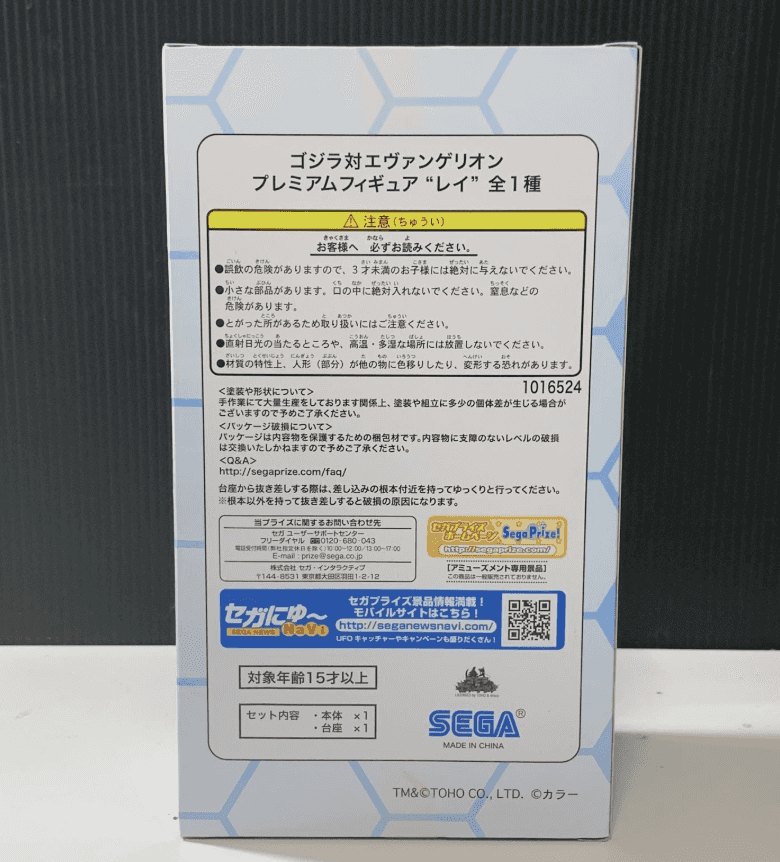 ゴジラ対エヴァンゲリオン
プレミアムフィギュア “レイ” 全1種
⚠ 注意(ちゅうい)
お客様へ 必ずお読みください。
●誤飲の危険がありますので、3才未満のお子様には絶対に与えないでください。
●小さな部品があります。口の中に絶対入れないでください。窒息などの
危険があります。
●とがった所があるため取り扱いにはご注意ください。
●直射日光の当たるところや、高温・多湿な場所には放置しないでください。
●材質の特性上、人形(部分)が他の物に色移りしたり、変形する恐れがあります。
1016524
<塗装や形状について>
手作業にて大量生産をしております関係上、塗装や組立に多少の個体差が生じる場合が
ございますので予めご了承ください。
<パッケージ破損について>
パッケージは内容物を保護するための梱包材です。内容物に支障のないレベルの破損
は交換いたしかねますので予めご了承ください。
<Q&A>
http://segaprize.com/faq/
台座から抜き差しする際は、差し込みの根本付近を持ってゆっくりと行ってください。
※根本以外を持って抜き差しすると破損の原因になります。
当プライズに関するお問い合わせ先
セガ ユーザーサポートセンター
フリーダイヤル 0120-680-043
電話受付時間(弊社指定休日を除く)10:00~12:00/13:00~17:00
E-mail : prize@sega.co.jp
株式会社 セガ・インタラクティブ
〒144-8531 東京都大田区羽田1-2-12
セガプライズ
ホームページ
SegaPrize!
http://segaprize.com/
【アミューズメント専用景品】
この商品は一般販売されておりません。
セガにゅ~
SEGA NEWS NaVi
セガプライズ景品情報満載!
モバイルサイトはこちら!
http://seganewsnavi.com/
UFOキャッチャーやキャンペーンも盛りだくさん!
対象年齢15才以上
セット内容 ・本体 ×1
・台座 ×1
SEGA®
MADE IN CHINA
TM&©TOHO CO., LTD. ©カラー